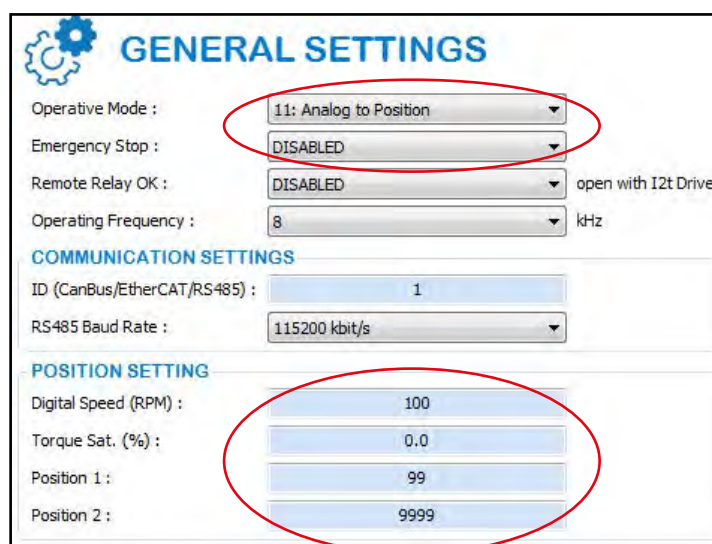 GENERAL SETTINGS
Operative Mode : 11: Analog to Position
Emergency Stop : DISABLED
Remote Relay OK : DISABLED open with I2t Drive
Operating Frequency : 8 kHz
COMMUNICATION SETTINGS
ID (CanBus/EtherCAT/RS485) : 1
RS485 Baud Rate : 115200 kbit/s
POSITION SETTING
Digital Speed (RPM) : 100
Torque Sat. (%) : 0.0
Position 1 : 99
Position 2 : 9999